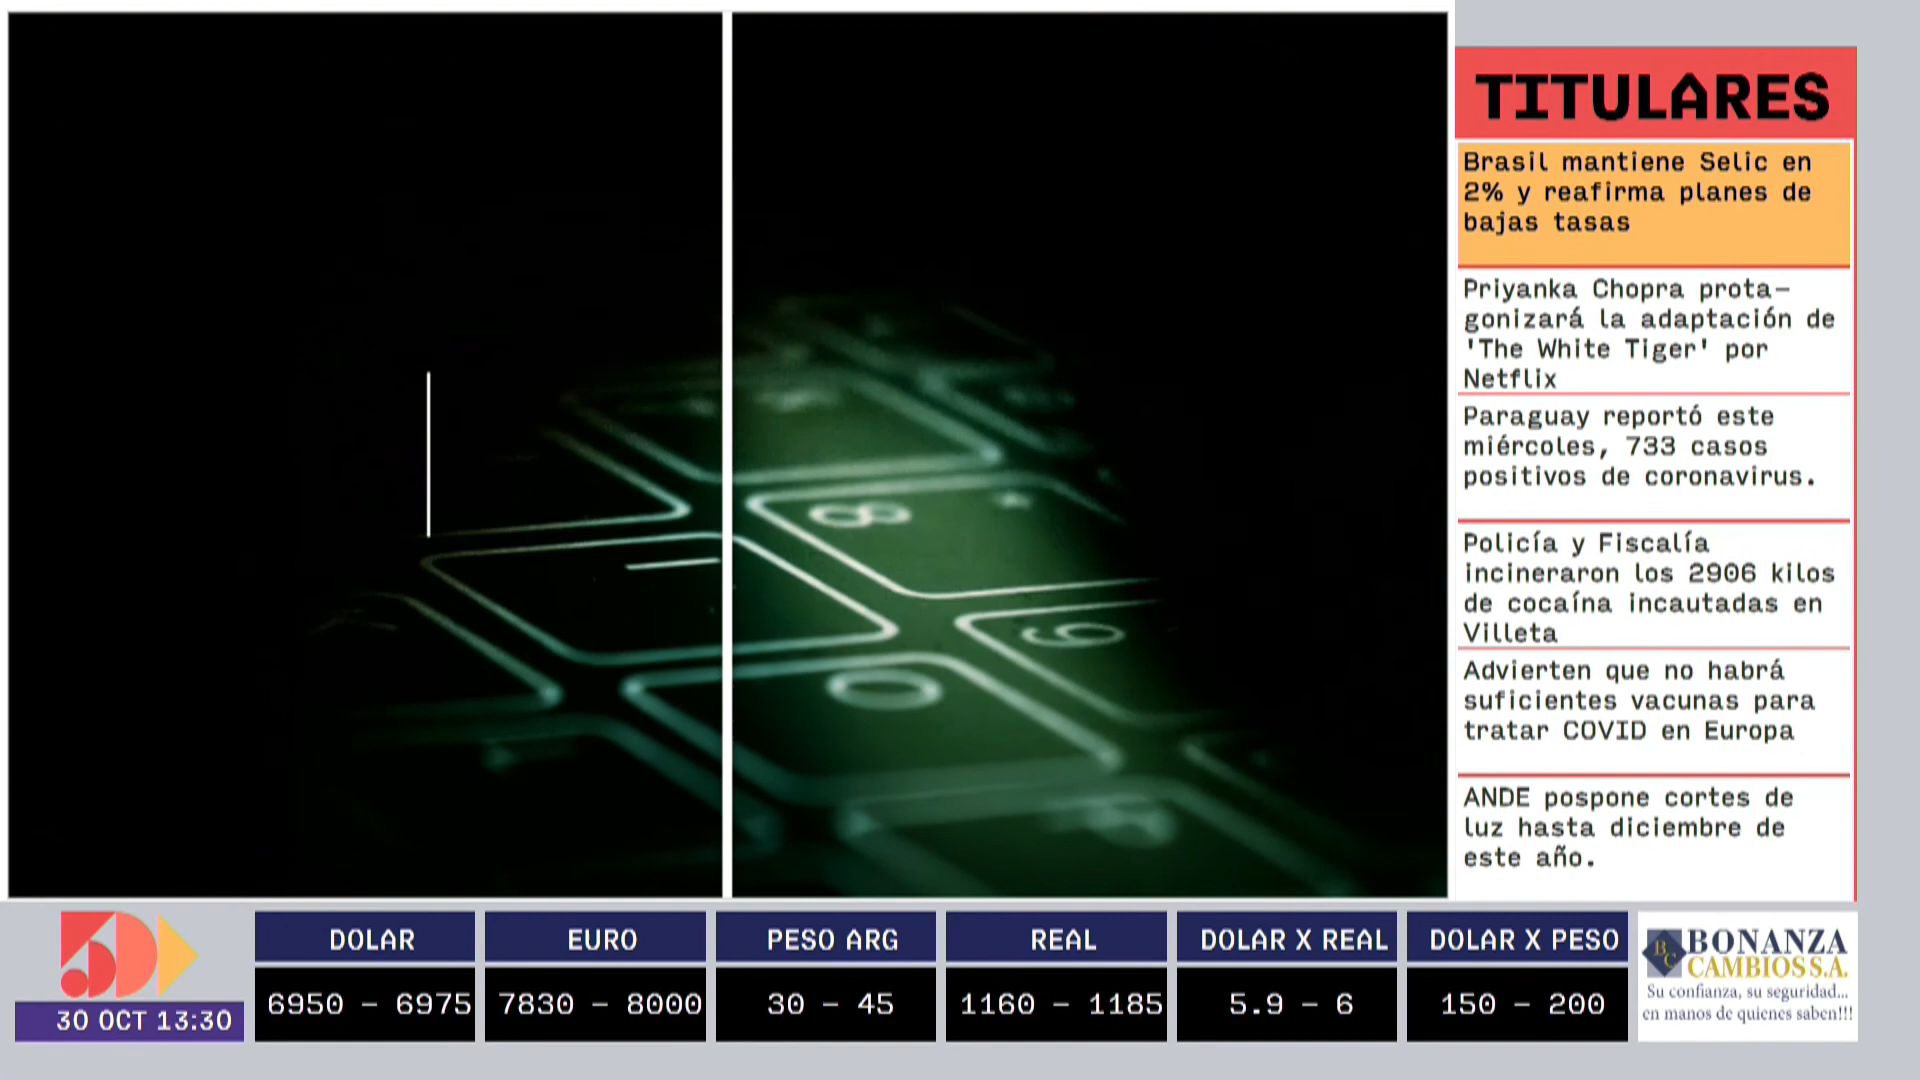 TITULARES
Brasil mantiene Selic en
2% y reafirma planes de
bajas tasas
Priyanka Chopra prota-
gonizará la adaptación de
'The White Tiger' por
Netflix
Paraguay reportó este
miércoles, 733 casos
positivos de coronavirus.
Policía y Fiscalía
incineraron los 2906 kilos
de cocaína incautadas en
Villeta
Advierten que no habrá
suficientes vacunas para
tratar COVID en Europa
ANDE pospone cortes de
luz hasta diciembre de
este año.
8
9
0
5D
30 OCT 13:30
DOLAR
6950 - 6975
EURO
7830 - 8000
PESO ARG
30 - 45
REAL
1160 - 1185
DOLAR X REAL
5.9 - 6
DOLAR X PESO
150 - 200
BC
BONANZA
CAMBIOS S.A.
Su confianza, su seguridad...
en manos de quienes saben!!!